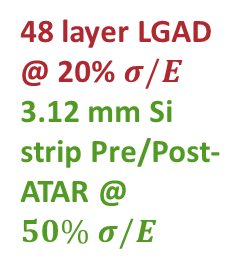 48 layer LGAD
@ 20% σ/E
3.12 mm Si
strip Pre/Post-
ATAR @
50% σ/E